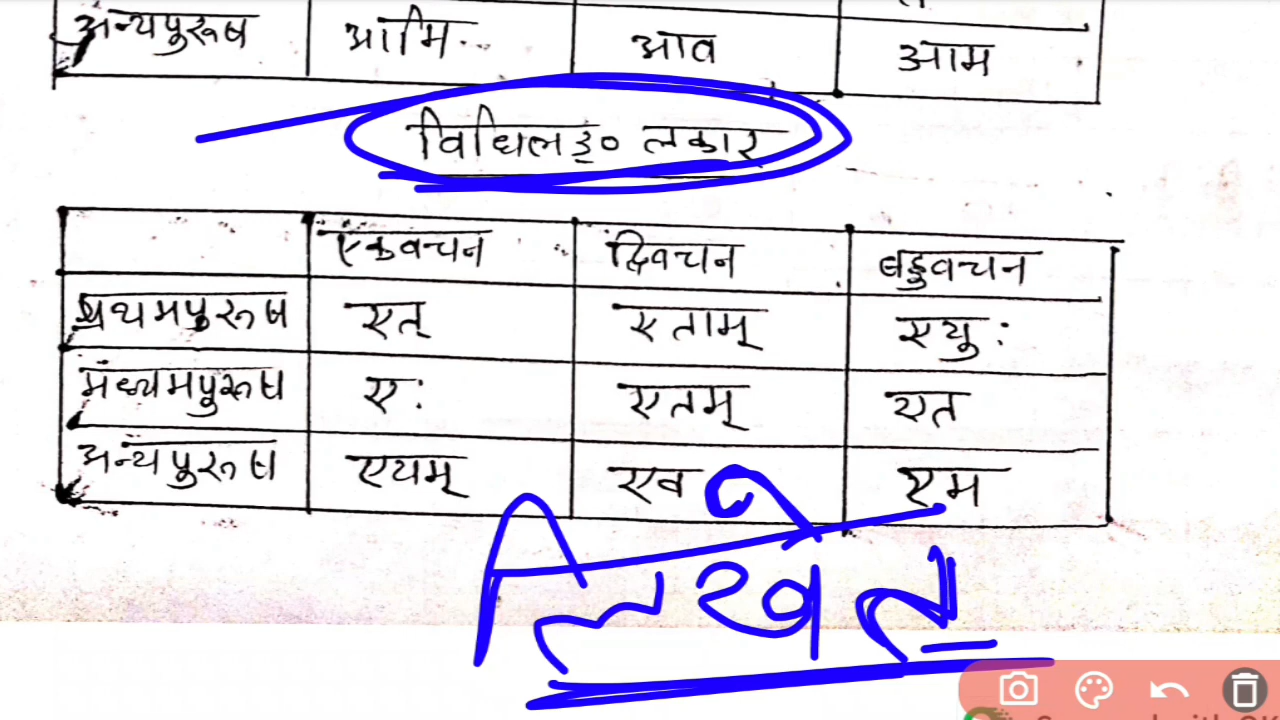 अन्यपुरूष आमि आव आम
विधिलिङ० लकार
एकवचन द्विवचन बहुवचन
प्रथमपुरूष एत् एताम् एयुः
मध्यमपुरूष एः एतम् एत
अन्यपुरूष एयम् एव एम
लिखेत्